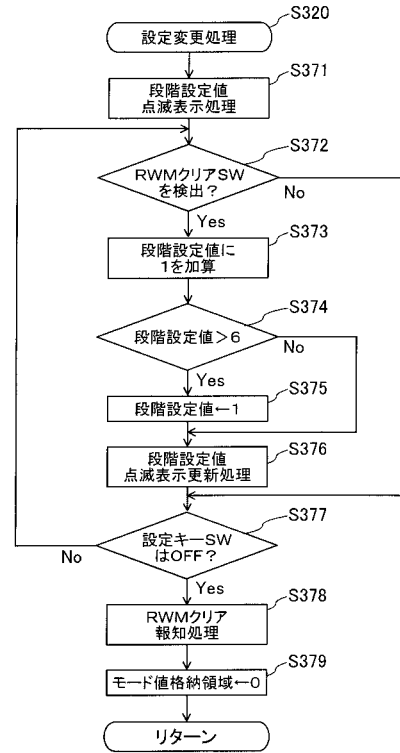 S320
設定変更処理
S371
段階設定値
点滅表示処理
S372
RWMクリアSW
を検出？
No
Yes
S373
段階設定値に
1を加算
S374
段階設定値＞6
No
Yes
S375
段階設定値←1
S376
段階設定値
点滅表示更新処理
S377
設定キーSW
はOFF？
No
Yes
S378
RWMクリア
報知処理
S379
モード値格納領域←0
リターン